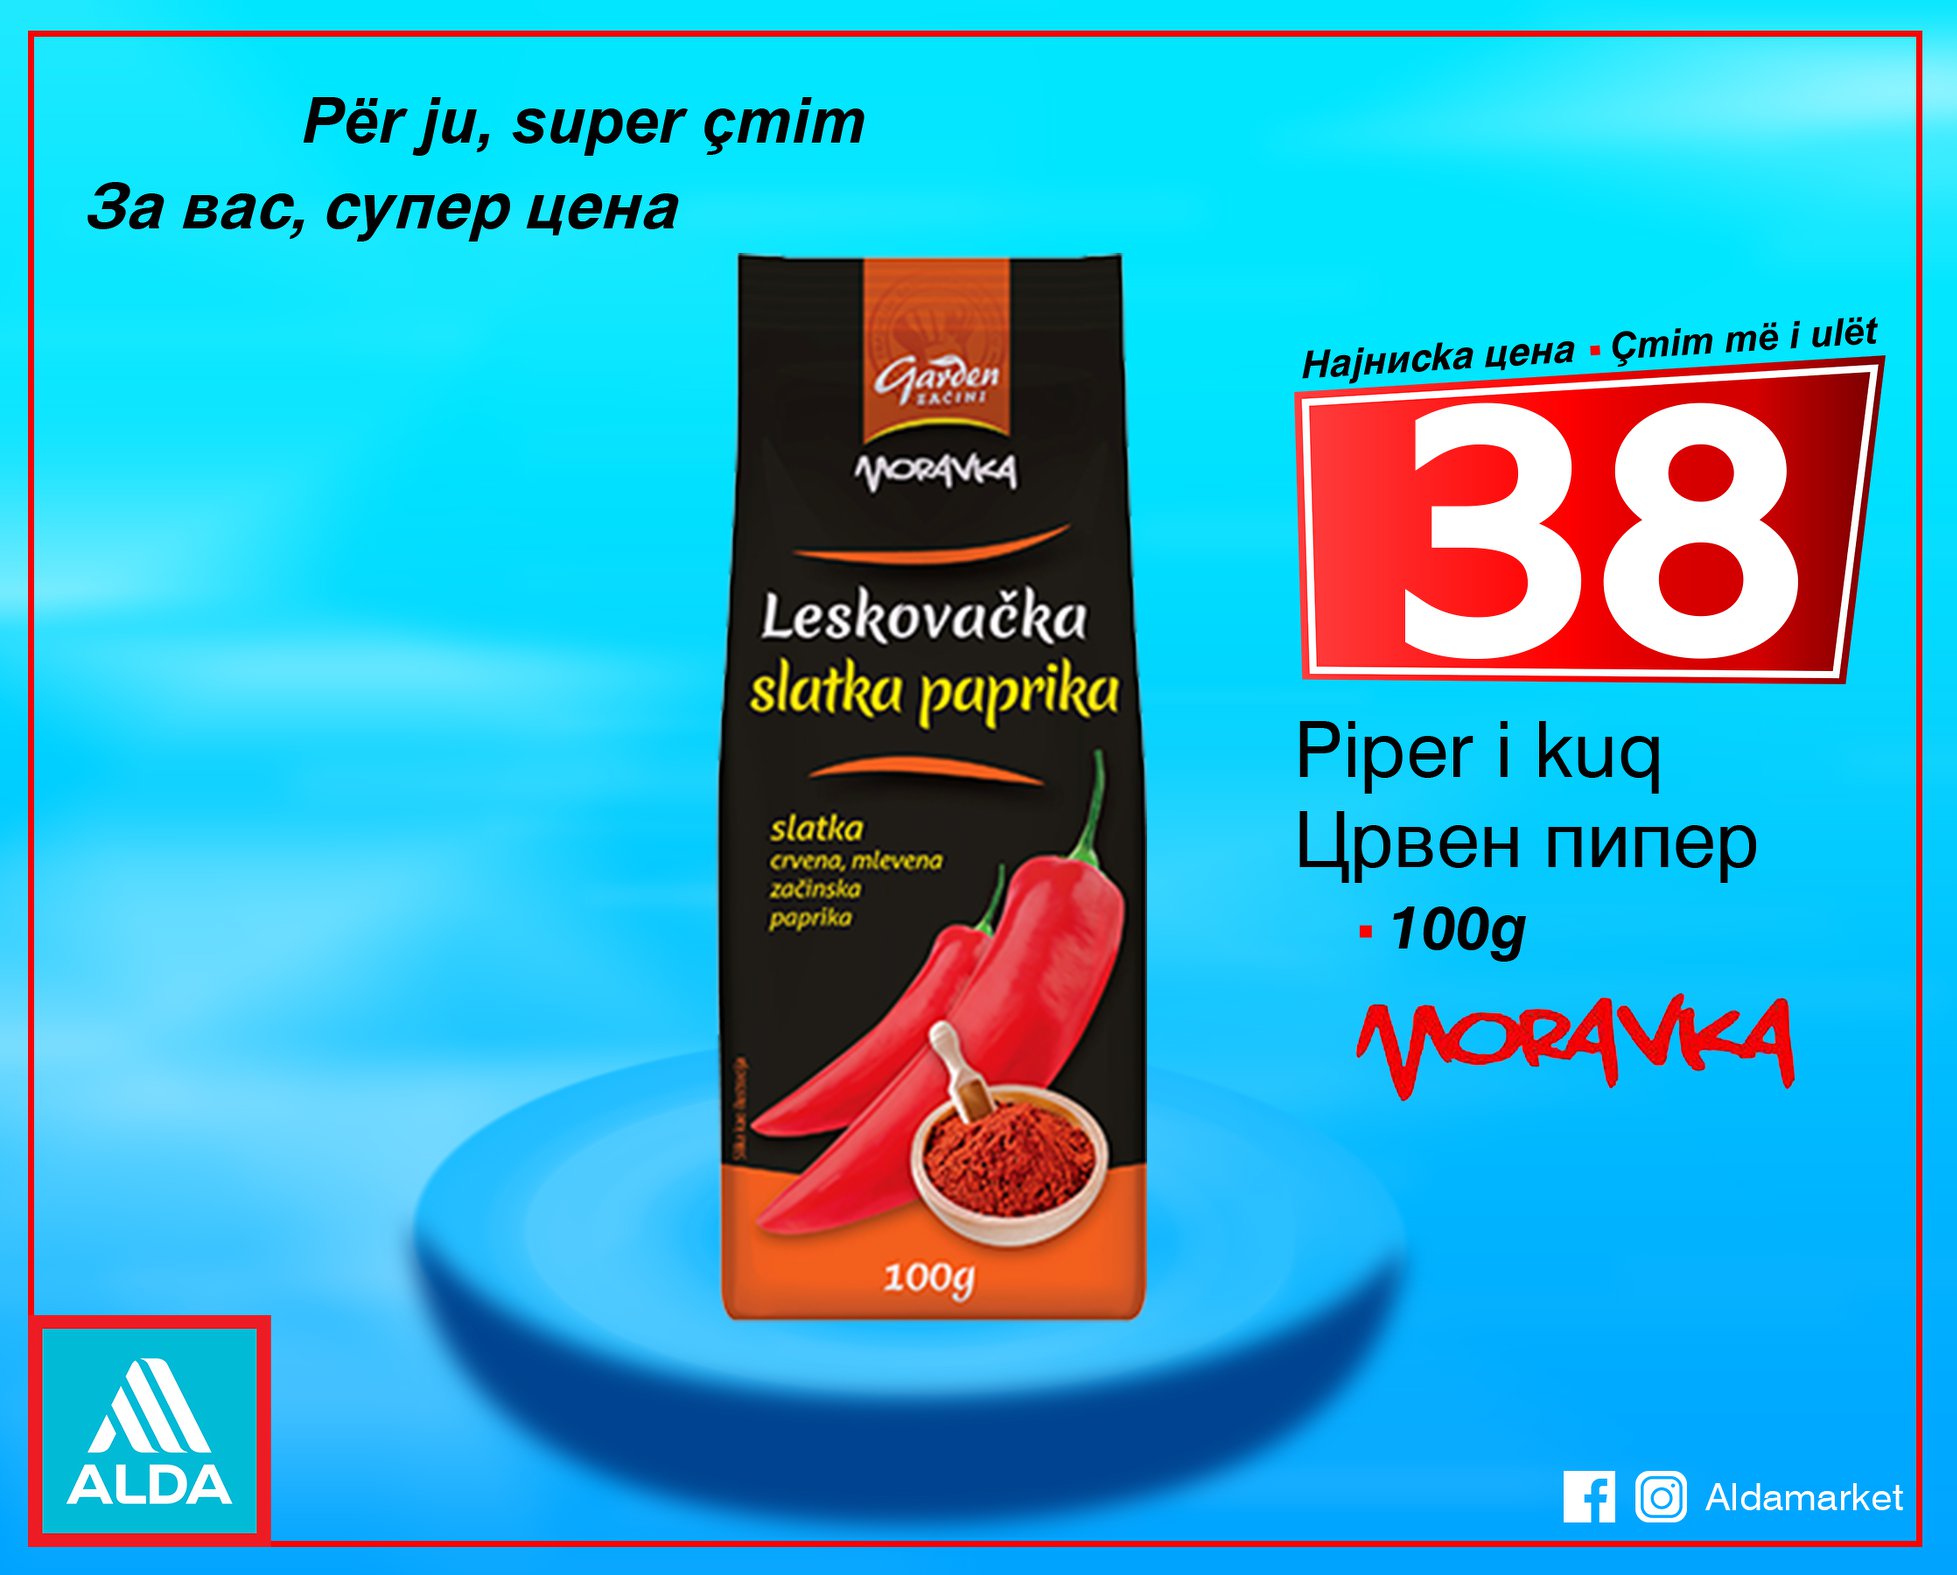 Për ju, super çmim
За вас, супер цена
Најниска цена ▪ Çmim më i ulët
38
Piper i kuq
Црвен пипер
▪ 100g
MORAVKA
Garden
ZAČINI
MORAVKA
Leskovačka
slatka paprika
slatka
crvena, mlevena
začinska
paprika
100g
ALDA
Aldamarket